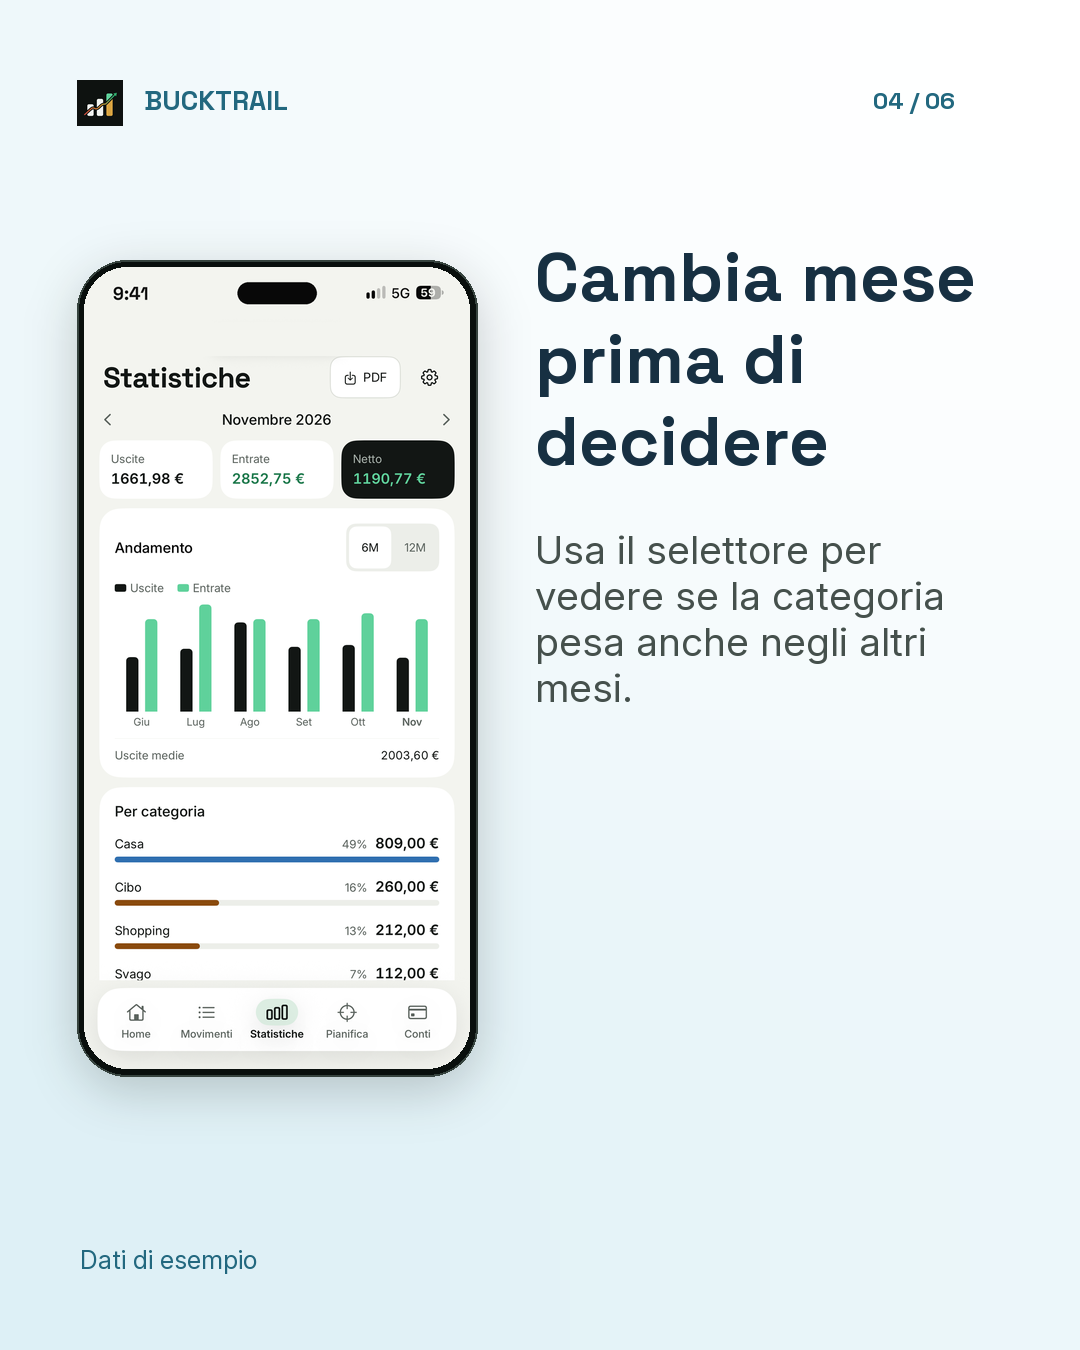 BUCKTRAIL
04 / 06
Cambia mese
prima di
decidere
Usa il selettore per
vedere se la categoria
pesa anche negli altri
mesi.
9:41
5G 59
Statistiche
PDF
Novembre 2026
Uscite
1661,98 €
Entrate
2852,75 €
Netto
1190,77 €
Andamento
6M 12M
Uscite Entrate
Giu Lug Ago Set Ott Nov
Uscite medie 2003,60 €
Per categoria
Casa 49% 809,00 €
Cibo 16% 260,00 €
Shopping 13% 212,00 €
Svago 7% 112,00 €
Home Movimenti Statistiche Pianifica Conti
Dati di esempio